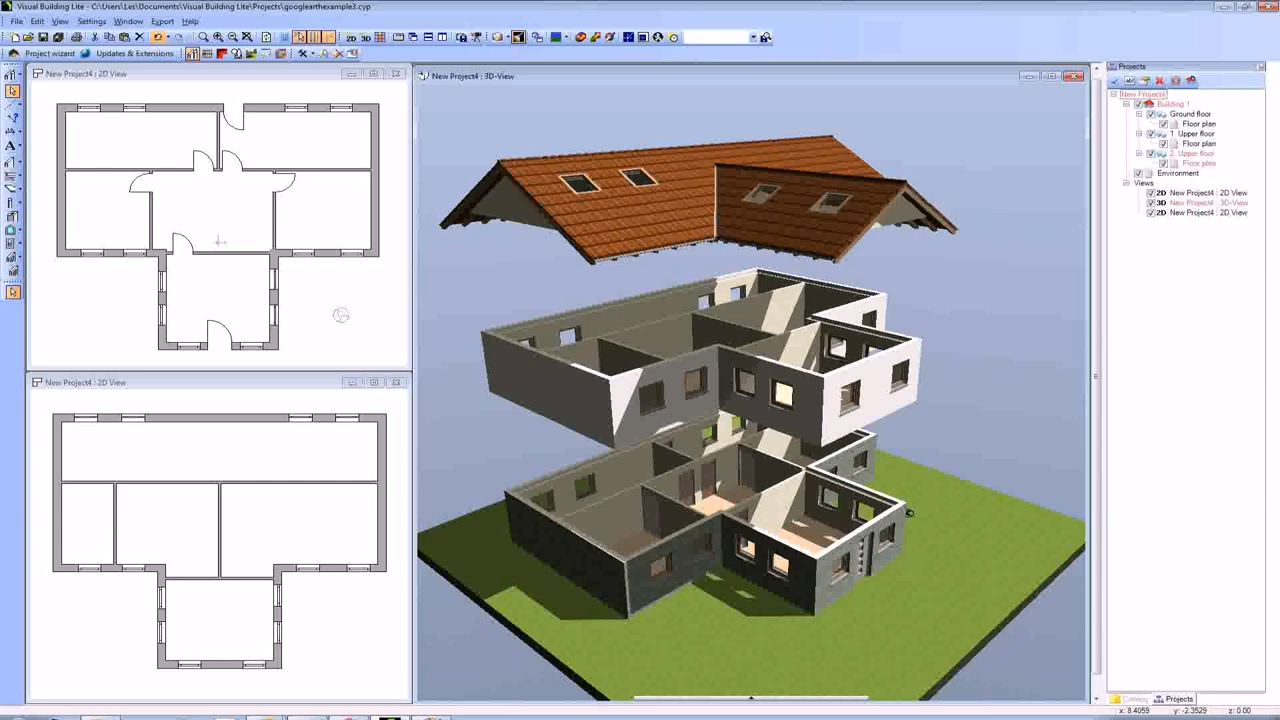 Visual Building Lite - C:\Users\Les\Documents\Visual Building Lite\Projects\googlearthexample3.cyp
File Edit View Settings Window Export Help
2D 3D
Project wizard Updates & Extensions
New Project4 : 2D View
New Project4 : 3D-View
Projects
New Project4
Building 1
Ground floor
Floor plan
1. Upper floor
Floor plan
2. Upper floor
Floor plan
Environment
Views
2D New Project4 : 2D View
3D New Project4 : 3D-View
2D New Project4 : 2D View
New Project4 : 2D View
Catalog Projects
x: 8.4059 y: -2.3529 z: 0.00